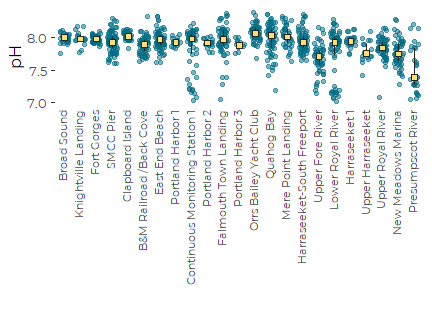 pH
8.0
7.5
7.0
Broad Sound
Knightville Landing
Fort Gorges
SMCC Pier
Clapboard Island
B&M Railroad / Back Cove
East End Beach
Portland Harbor 1
Continuous Monitoring Station 1
Portland Harbor 2
Falmouth Town Landing
Portland Harbor 3
Orrs Bailey Yacht Club
Quahog Bay
Mere Point Landing
Harraseeket-South Freeport
Upper Fore River
Lower Royal River
Harraseeket 1
Upper Harraseeket
Upper Royal River
New Meadows Marina
Presumpscot River